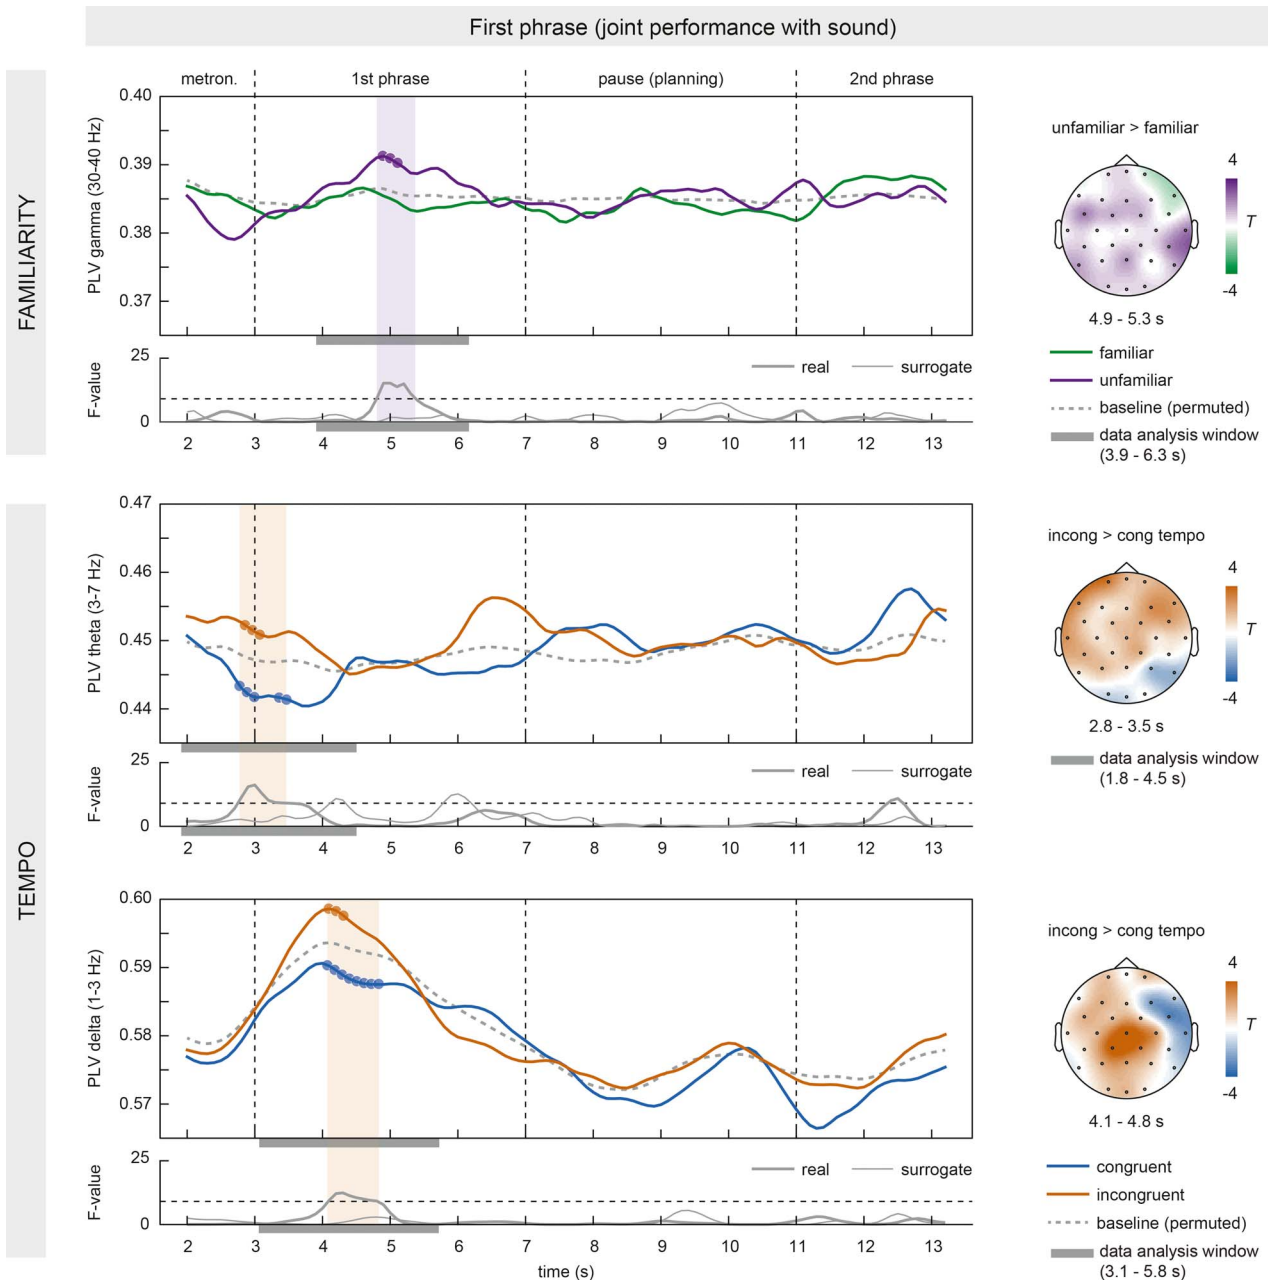 First phrase (joint performance with sound)
FAMILIARITY
metron. 1st phrase pause (planning) 2nd phrase
PLV gamma (30-40 Hz)
0.40
0.39
0.38
0.37
F-value
25
0
real surrogate
2 3 4 5 6 7 8 9 10 11 12 13
unfamiliar > familiar
4
T
-4
4.9 - 5.3 s
familiar
unfamiliar
baseline (permuted)
data analysis window
(3.9 - 6.3 s)
TEMPO
PLV theta (3-7 Hz)
0.47
0.46
0.45
0.44
F-value
25
0
real surrogate
2 3 4 5 6 7 8 9 10 11 12 13
incong > cong tempo
4
T
-4
2.8 - 3.5 s
data analysis window
(1.8 - 4.5 s)
PLV delta (1-3 Hz)
0.60
0.59
0.58
0.57
F-value
25
0
real surrogate
2 3 4 5 6 7 8 9 10 11 12 13
time (s)
incong > cong tempo
4
T
-4
4.1 - 4.8 s
congruent
incongruent
baseline (permuted)
data analysis window
(3.1 - 5.8 s)